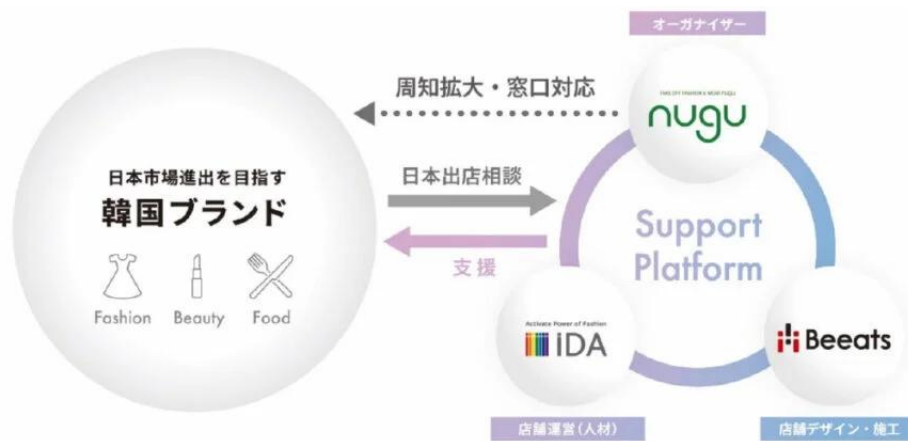 オーガナイザー
nugu
周知拡大・窓口対応
日本市場進出を目指す
韓国ブランド
日本出店相談
支援
Fashion Beauty Food
Support
Platform
Activate Power of Fashion
iDA
Beeats
店舗運営(人材)
店舗デザイン・施工